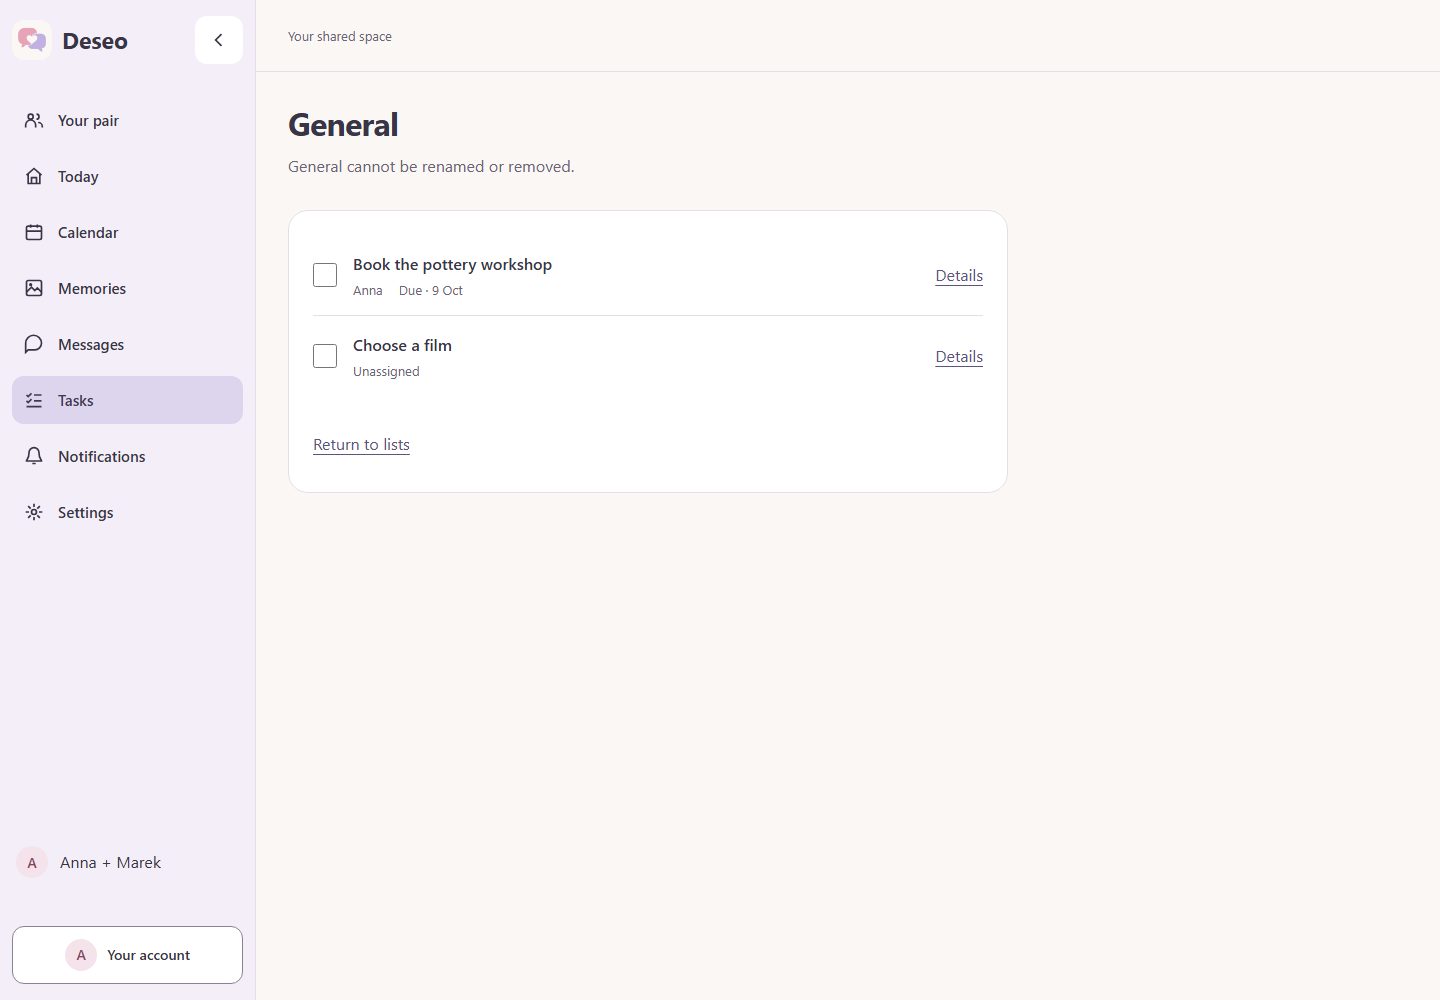 Deseo
Your pair
Today
Calendar
Memories
Messages
Tasks
Notifications
Settings
A Anna + Marek
A Your account
Your shared space
General
General cannot be renamed or removed.
Book the pottery workshop
Anna Due · 9 Oct
Details
Choose a film
Unassigned
Details
Return to lists